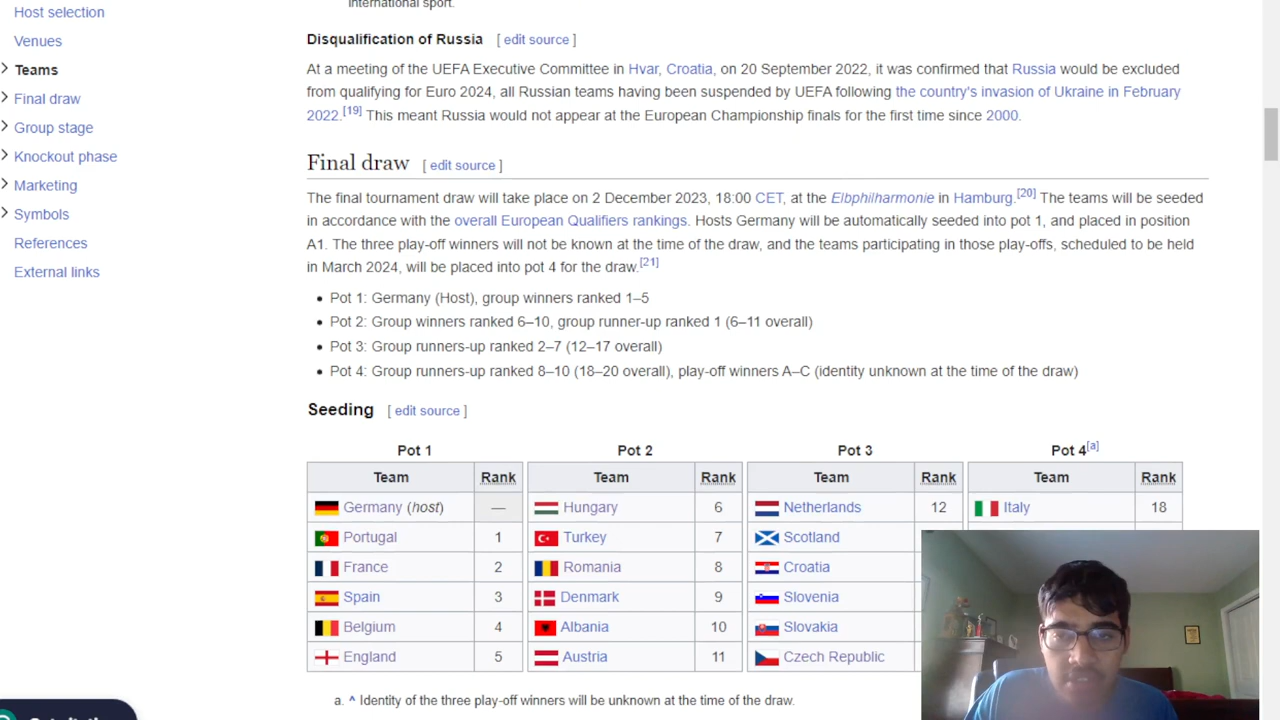 international sport.
Host selection
Venues
Teams
Final draw
Group stage
Knockout phase
Marketing
Symbols
References
External links
Disqualification of Russia [ edit source ]
At a meeting of the UEFA Executive Committee in Hvar, Croatia, on 20 September 2022, it was confirmed that Russia would be excluded
from qualifying for Euro 2024, all Russian teams having been suspended by UEFA following the country's invasion of Ukraine in February
2022.[19] This meant Russia would not appear at the European Championship finals for the first time since 2000.
Final draw [ edit source ]
The final tournament draw will take place on 2 December 2023, 18:00 CET, at the Elbphilharmonie in Hamburg.[20] The teams will be seeded
in accordance with the overall European Qualifiers rankings. Hosts Germany will be automatically seeded into pot 1, and placed in position
A1. The three play-off winners will not be known at the time of the draw, and the teams participating in those play-offs, scheduled to be held
in March 2024, will be placed into pot 4 for the draw.[21]
• Pot 1: Germany (Host), group winners ranked 1–5
• Pot 2: Group winners ranked 6–10, group runner-up ranked 1 (6–11 overall)
• Pot 3: Group runners-up ranked 2–7 (12–17 overall)
• Pot 4: Group runners-up ranked 8–10 (18–20 overall), play-off winners A–C (identity unknown at the time of the draw)
Seeding [ edit source ]
Pot 1 Pot 2 Pot 3 Pot 4[a]
Team Rank Team Rank Team Rank Team Rank
Germany (host) — Hungary 6 Netherlands 12 Italy 18
Portugal 1 Turkey 7 Scotland
France 2 Romania 8 Croatia
Spain 3 Denmark 9 Slovenia
Belgium 4 Albania 10 Slovakia
England 5 Austria 11 Czech Republic
a. ^ Identity of the three play-off winners will be unknown at the time of the draw.